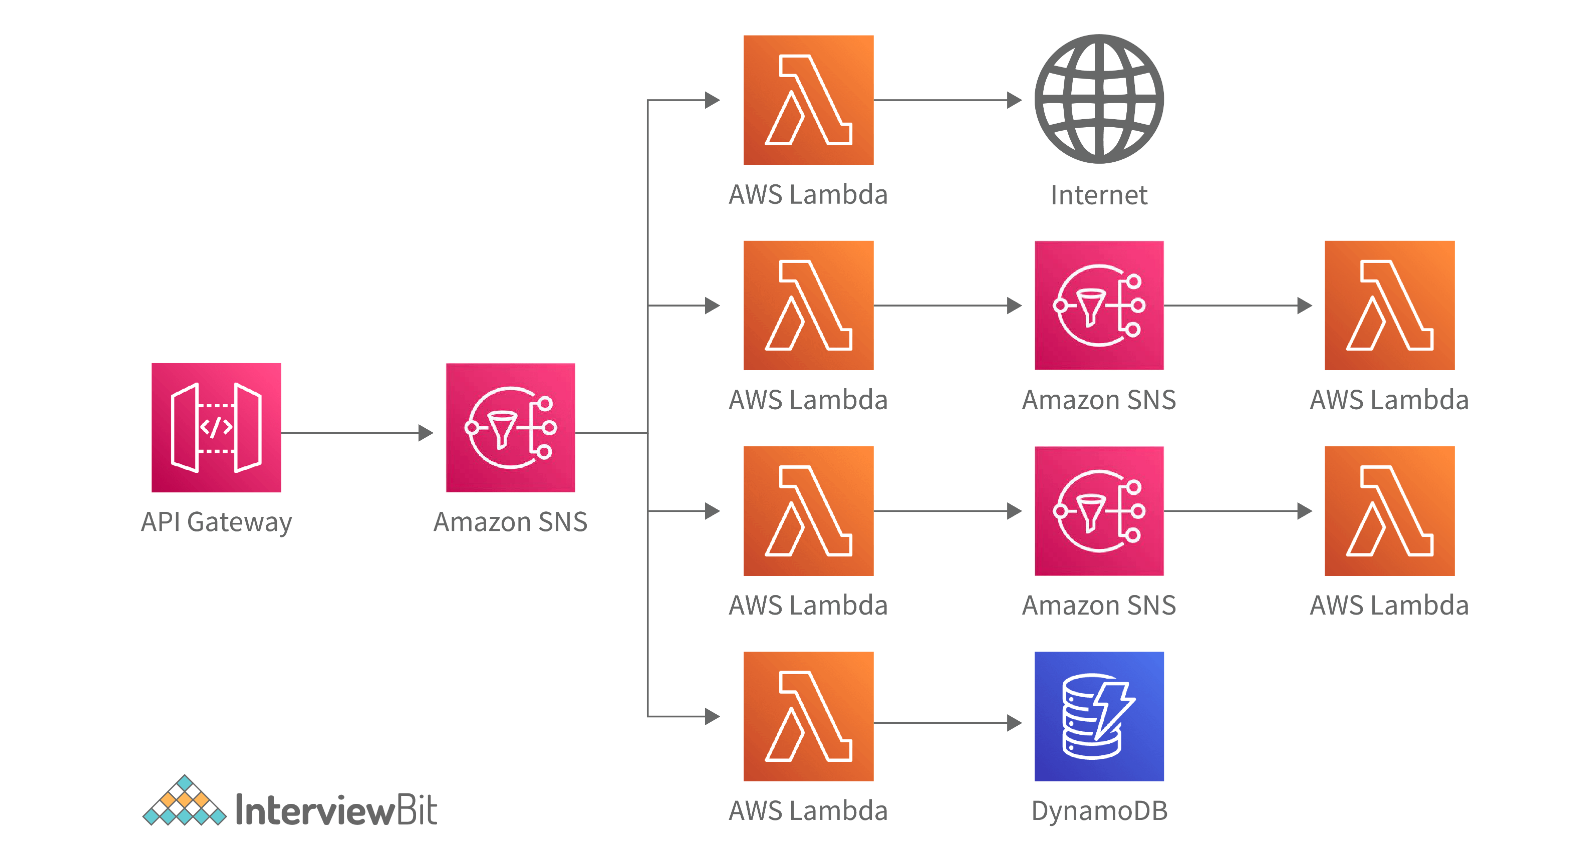 AWS Lambda
Internet
AWS Lambda
Amazon SNS
AWS Lambda
API Gateway
</>
Amazon SNS
AWS Lambda
Amazon SNS
AWS Lambda
AWS Lambda
DynamoDB
InterviewBit